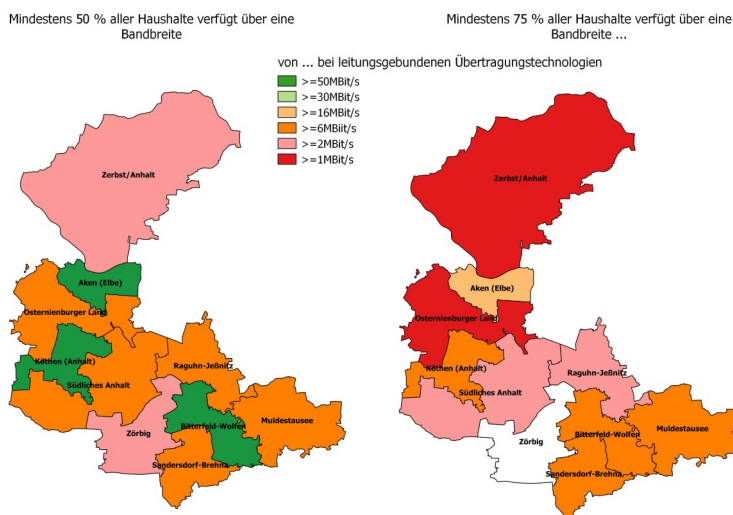 Mindestens 50 % aller Haushalte verfügt über eine
Bandbreite
Mindestens 75 % aller Haushalte verfügt über eine
Bandbreite ...
von ... bei leitungsgebundenen Übertragungstechnologien
>=50MBit/s
>=30MBit/s
>=16MBit/s
>=6MBiit/s
>=2MBit/s
>=1MBit/s
Zerbst/Anhalt
Aken (Elbe)
Osternienburger Land
Köthen (Anhalt)
Südliches Anhalt
Raguhn-Jeßnitz
Zörbig
Bitterfeld-Wolfen
Muldestausee
Sandersdorf-Brehna
Zerbst/Anhalt
Aken (Elbe)
Osternienburger Land
Köthen (Anhalt)
Südliches Anhalt
Raguhn-Jeßnitz
Zörbig
Bitterfeld-Wolfen
Muldestausee
Sandersdorf-Brehna